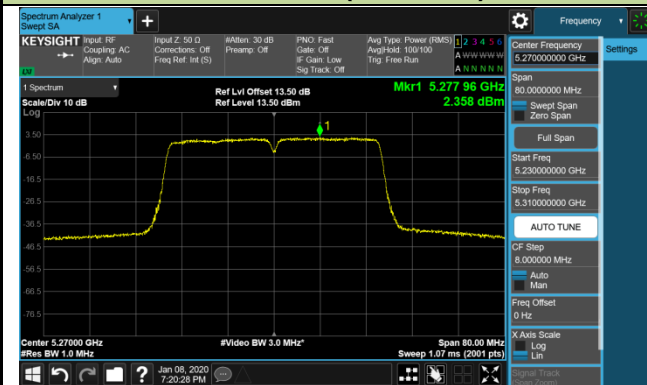 Spectrum Analyzer 1
Swept SA
+
Frequency
KEYSIGHT
Input: RF
Coupling: AC
Align: Auto
Input Z: 50 Ω
Corrections: Off
Freq Ref: Int (S)
#Atten: 30 dB
Preamp: Off
PNO: Fast
Gate: Off
IF Gain: Low
Sig Track: Off
Avg Type: Power (RMS)
Avg|Hold: 100/100
Trig: Free Run
1 2 3 4 5 6
A W W W W W
A N N N N N
LXI
1 Spectrum
Scale/Div 10 dB
Log
Ref Lvl Offset 13.50 dB
Ref Level 13.50 dBm
Mkr1 5.277 96 GHz
2.358 dBm
1
3.50
-6.50
-16.5
-26.5
-36.5
-46.5
-56.5
-66.5
-76.5
Center 5.27000 GHz
#Res BW 1.0 MHz
#Video BW 3.0 MHz*
Span 80.00 MHz
Sweep 1.07 ms (2001 pts)
Center Frequency
5.270000000 GHz
Span
80.0000000 MHz
Swept Span
Zero Span
Full Span
Start Freq
5.230000000 GHz
Stop Freq
5.310000000 GHz
AUTO TUNE
CF Step
8.000000 MHz
Auto
Man
Freq Offset
0 Hz
X Axis Scale
Log
Lin
Signal Track
Settings
?
Jan 08, 2020
7:20:28 PM